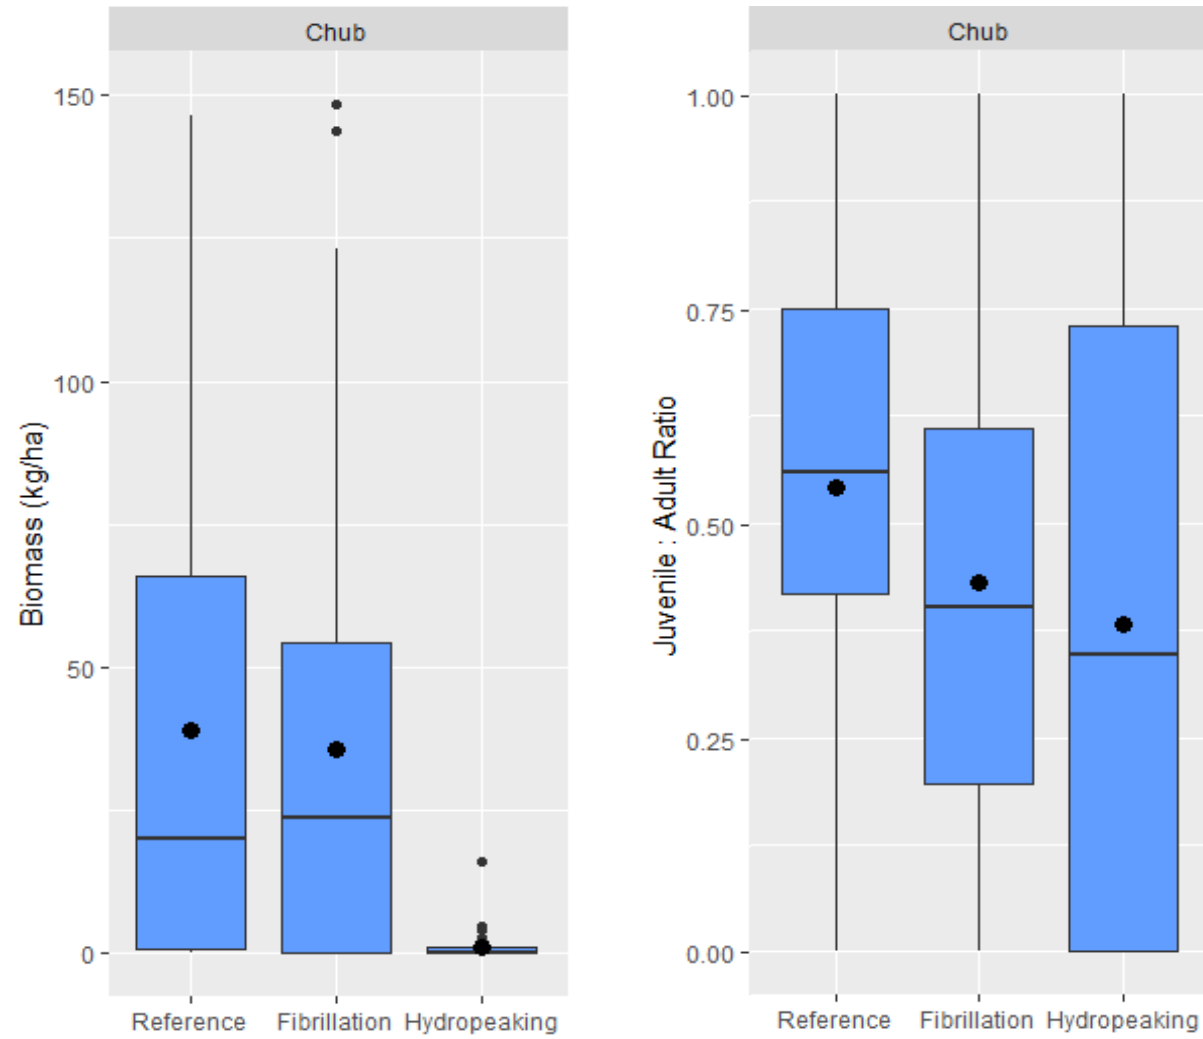 Chub
150
100
50
0
Biomass (kg/ha)
Reference Fibrillation Hydropeaking
Chub
1.00
0.75
0.50
0.25
0.00
Juvenile : Adult Ratio
Reference Fibrillation Hydropeaking